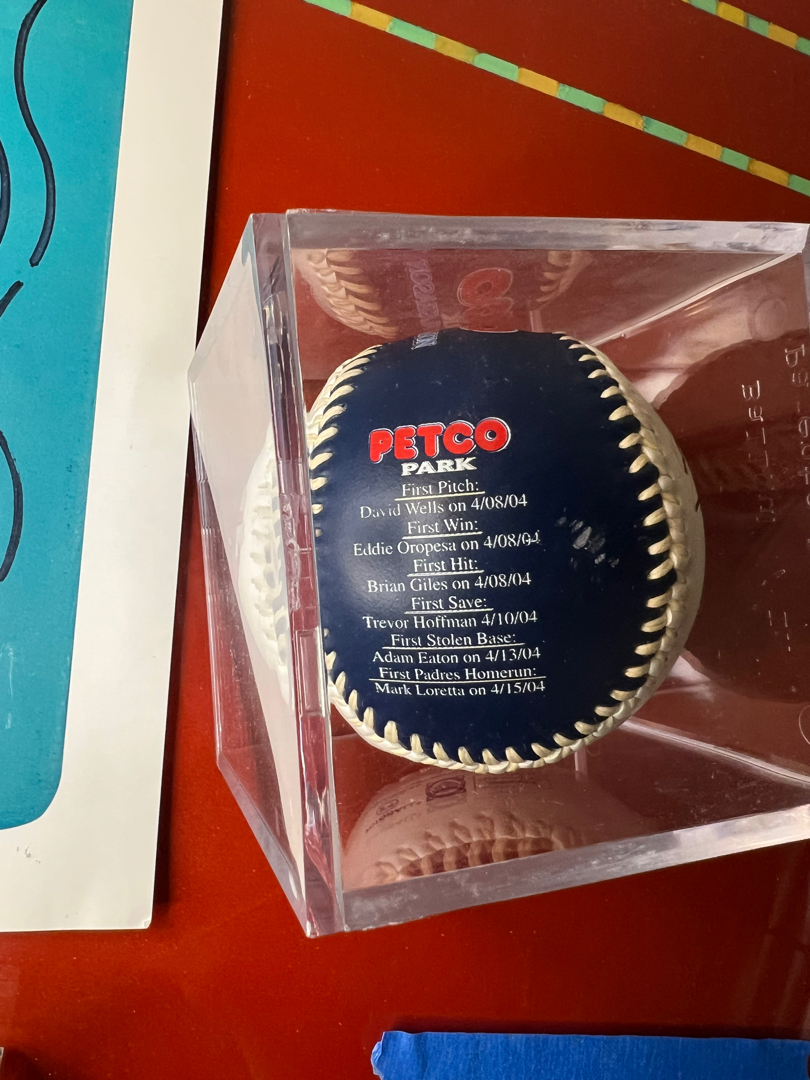 PETCO
PARK
First Pitch:
David Wells on 4/08/04
First Win:
Eddie Oropesa on 4/08/04
First Hit:
Brian Giles on 4/08/04
First Save:
Trevor Hoffman 4/10/04
First Stolen Base:
Adam Eaton on 4/13/04
First Padres Homerun:
Mark Loretta on 4/15/04